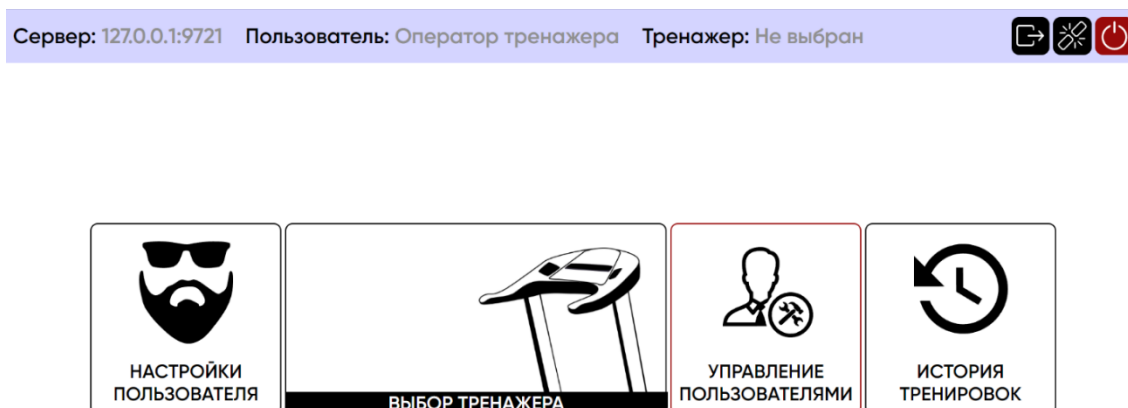 Сервер: 127.0.0.1:9721 Пользователь: Оператор тренажера Тренажер: Не выбран
НАСТРОЙКИ
ПОЛЬЗОВАТЕЛЯ
ВЫБОР ТРЕНАЖЕРА
УПРАВЛЕНИЕ
ПОЛЬЗОВАТЕЛЯМИ
ИСТОРИЯ
ТРЕНИРОВОК